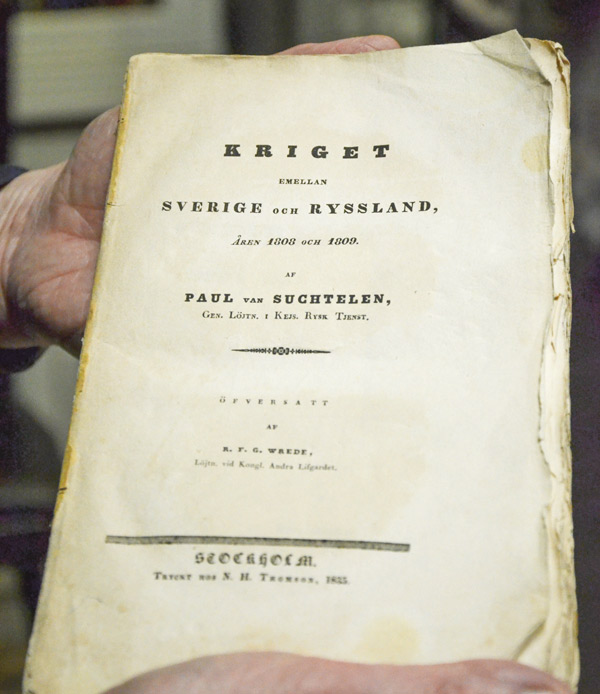 KRIGET
EMELLAN
SVERIGE OCH RYSSLAND,
ÅREN 1808 OCH 1809.
AF
PAUL VAN SUCHTELEN,
GEN. LÖJTN. I KEJS. RYSK TJENST.
ÖFVERSATT
AF
R. F. G. WREDE,
Löjtn. vid Kongl. Andra Lifgardet.
STOCKHOLM.
TRYCKT HOS N. H. THOMSON, 1835.